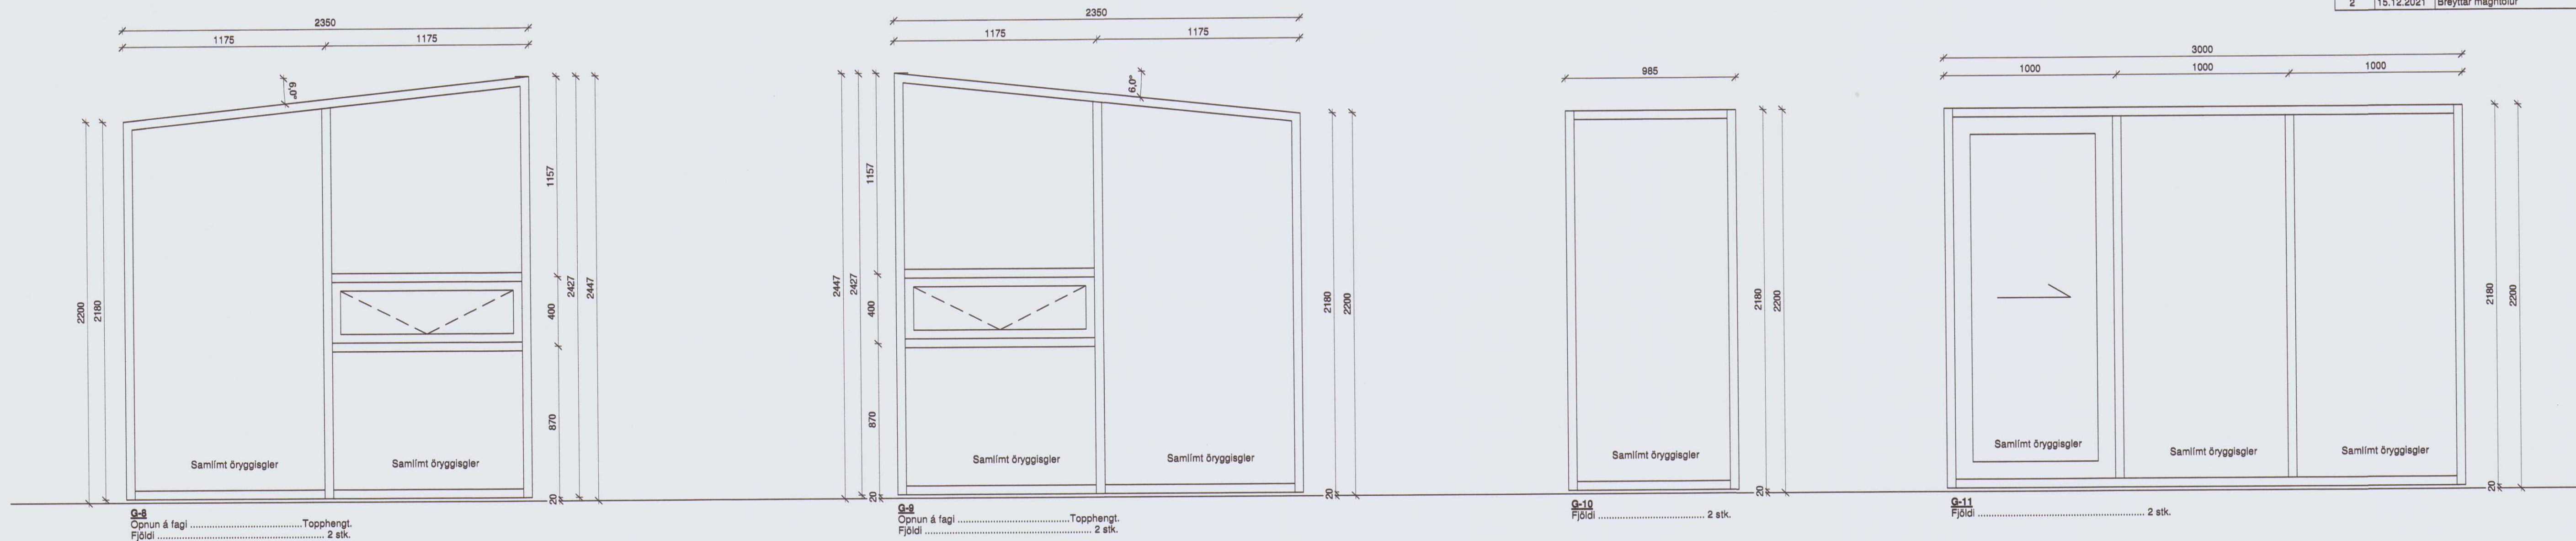 2 15.12.2021 Breyttar magntölur
2350
1175 1175
6,0°
2200
2180
1157
400
870
20
2427
2447
Samlímt öryggisgler
Samlímt öryggisgler
G-8
Opnun á fagi ........................................Topphengt.
Fjöldi ............................................................ 2 stk.
2350
1175 1175
6,0°
2447
2427
1157
400
870
20
2180
2200
20
Samlímt öryggisgler
Samlímt öryggisgler
G-9
Opnun á fagi ........................................Topphengt.
Fjöldi ............................................................ 2 stk.
985
2180
2200
20
Samlímt öryggisgler
G-10
Fjöldi ...................................... 2 stk.
3000
1000 1000 1000
2180
2200
20
Samlímt öryggisgler
Samlímt öryggisgler
Samlímt öryggisgler
G-11
Fjöldi ............................................................ 2 stk.